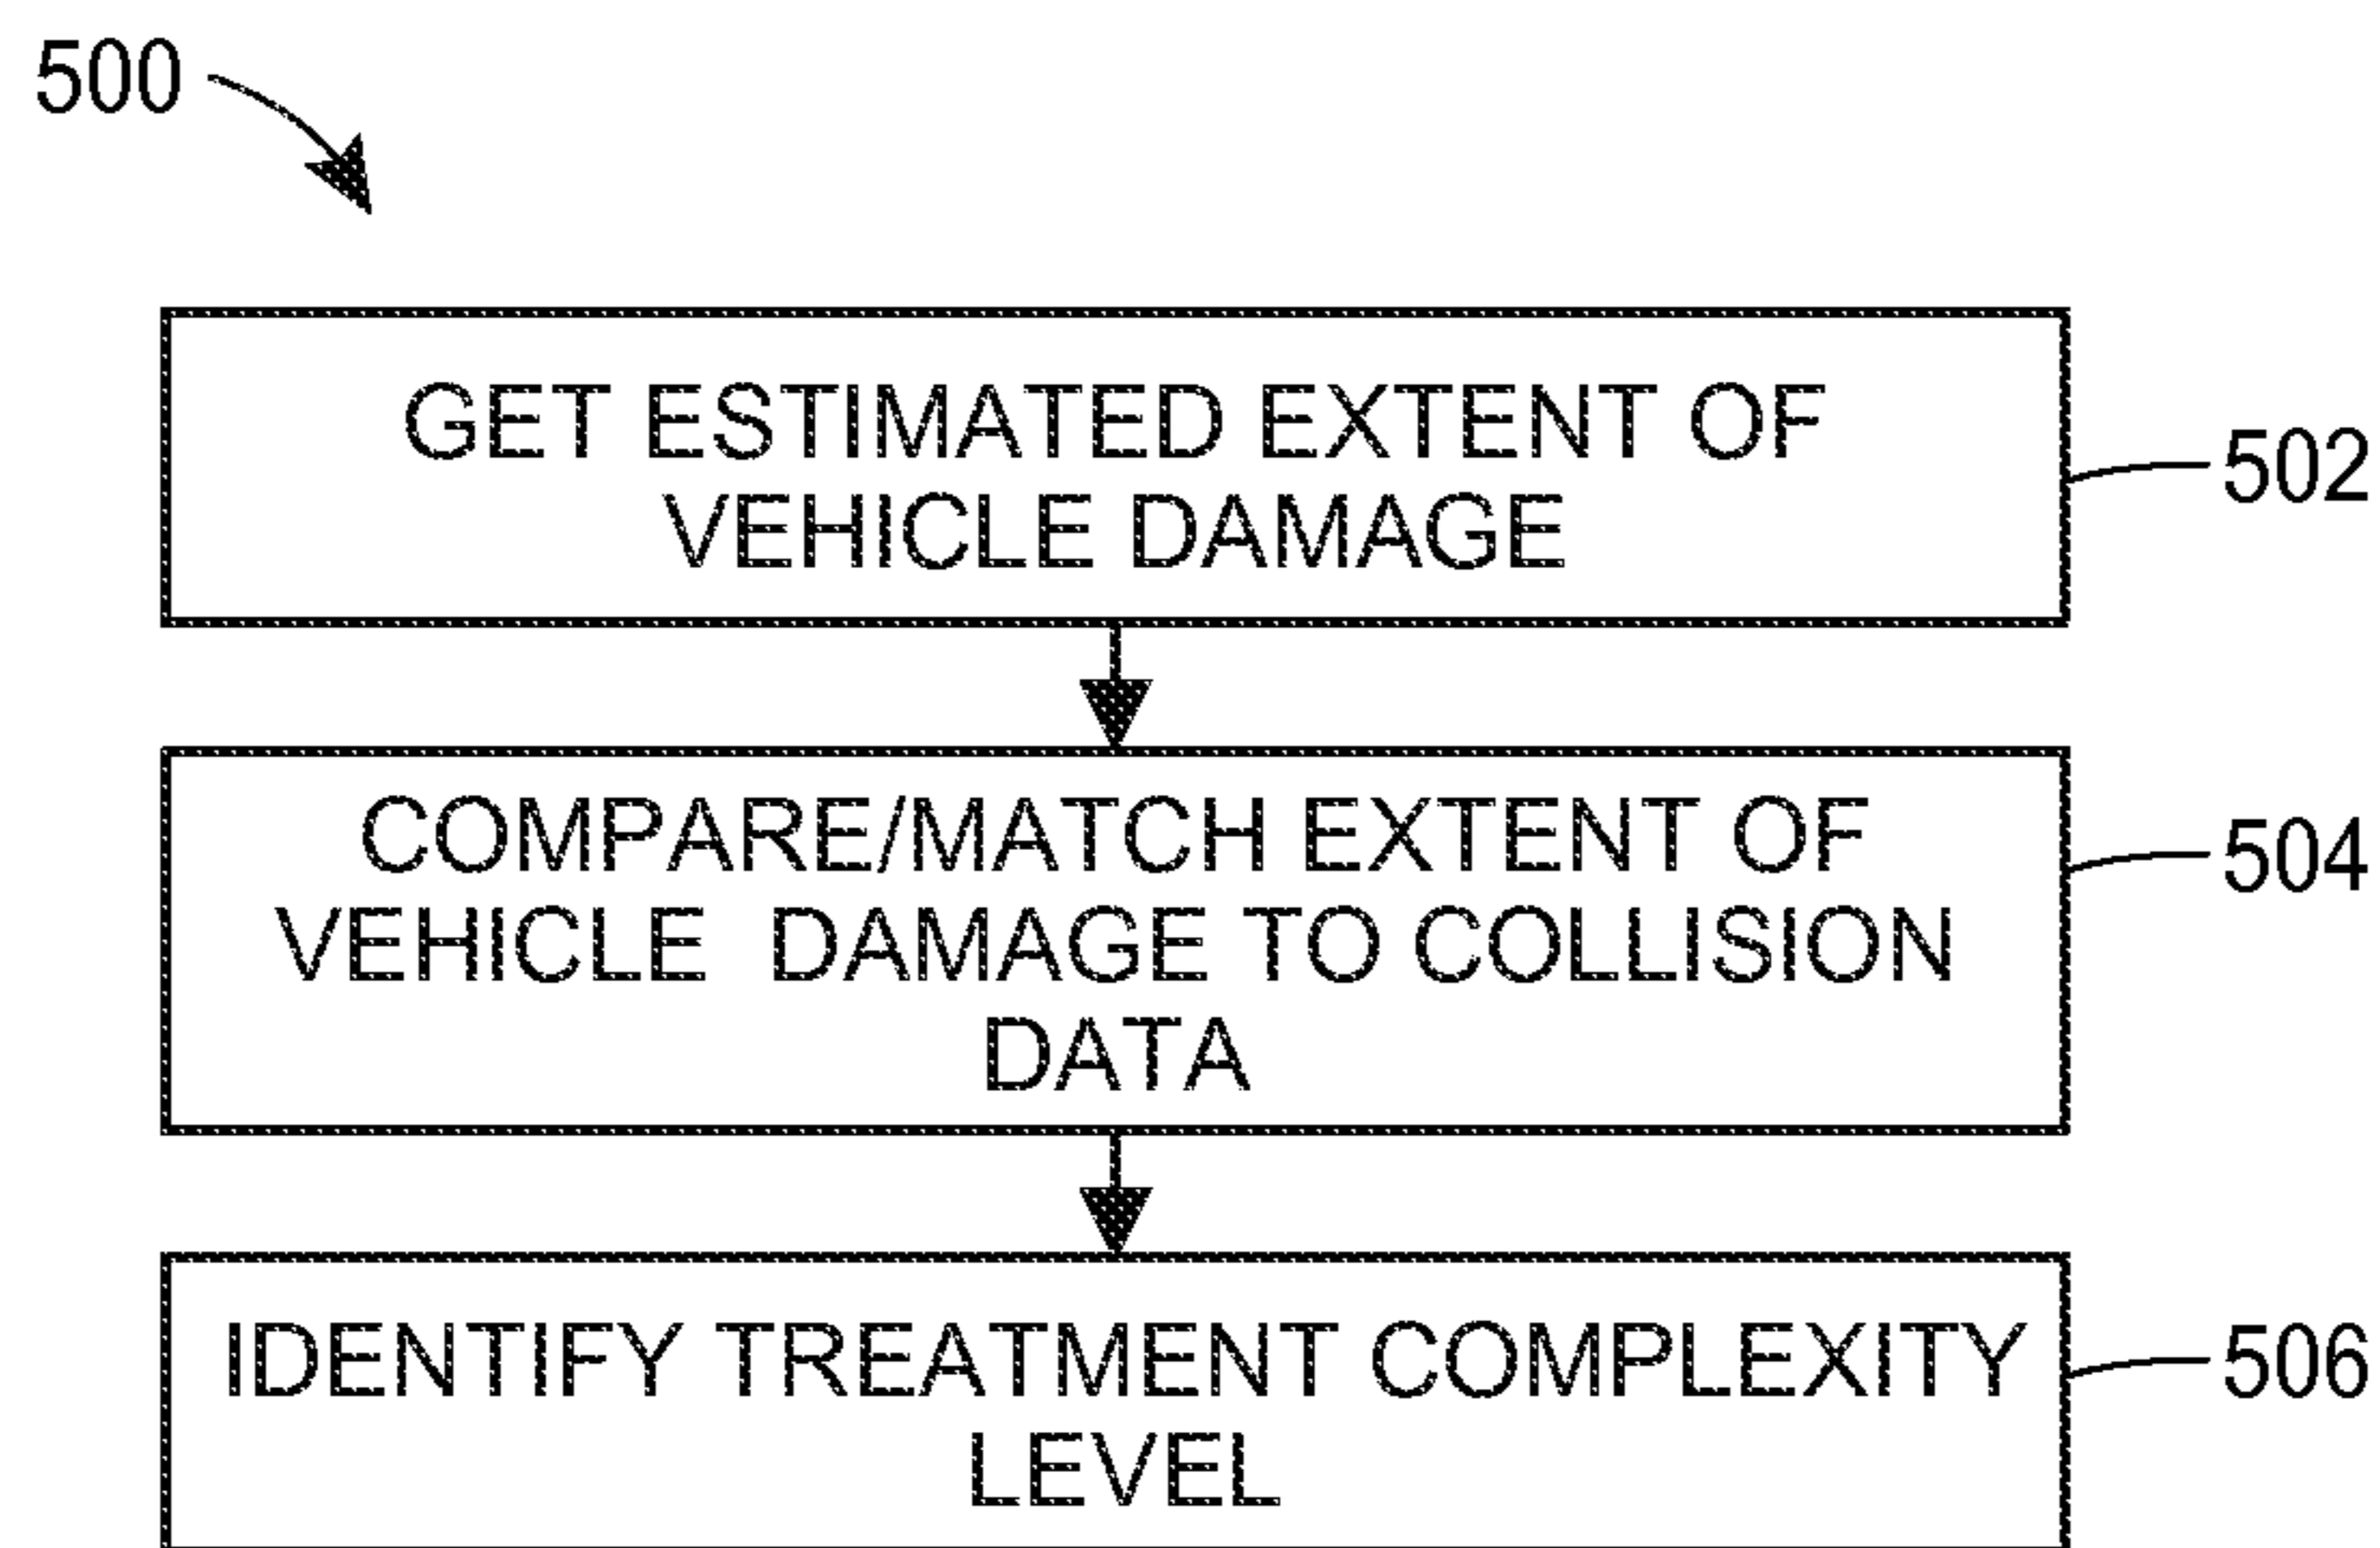 500
GET ESTIMATED EXTENT OF
VEHICLE DAMAGE
502
COMPARE/MATCH EXTENT OF
VEHICLE DAMAGE TO COLLISION
DATA
504
IDENTIFY TREATMENT COMPLEXITY
LEVEL
506